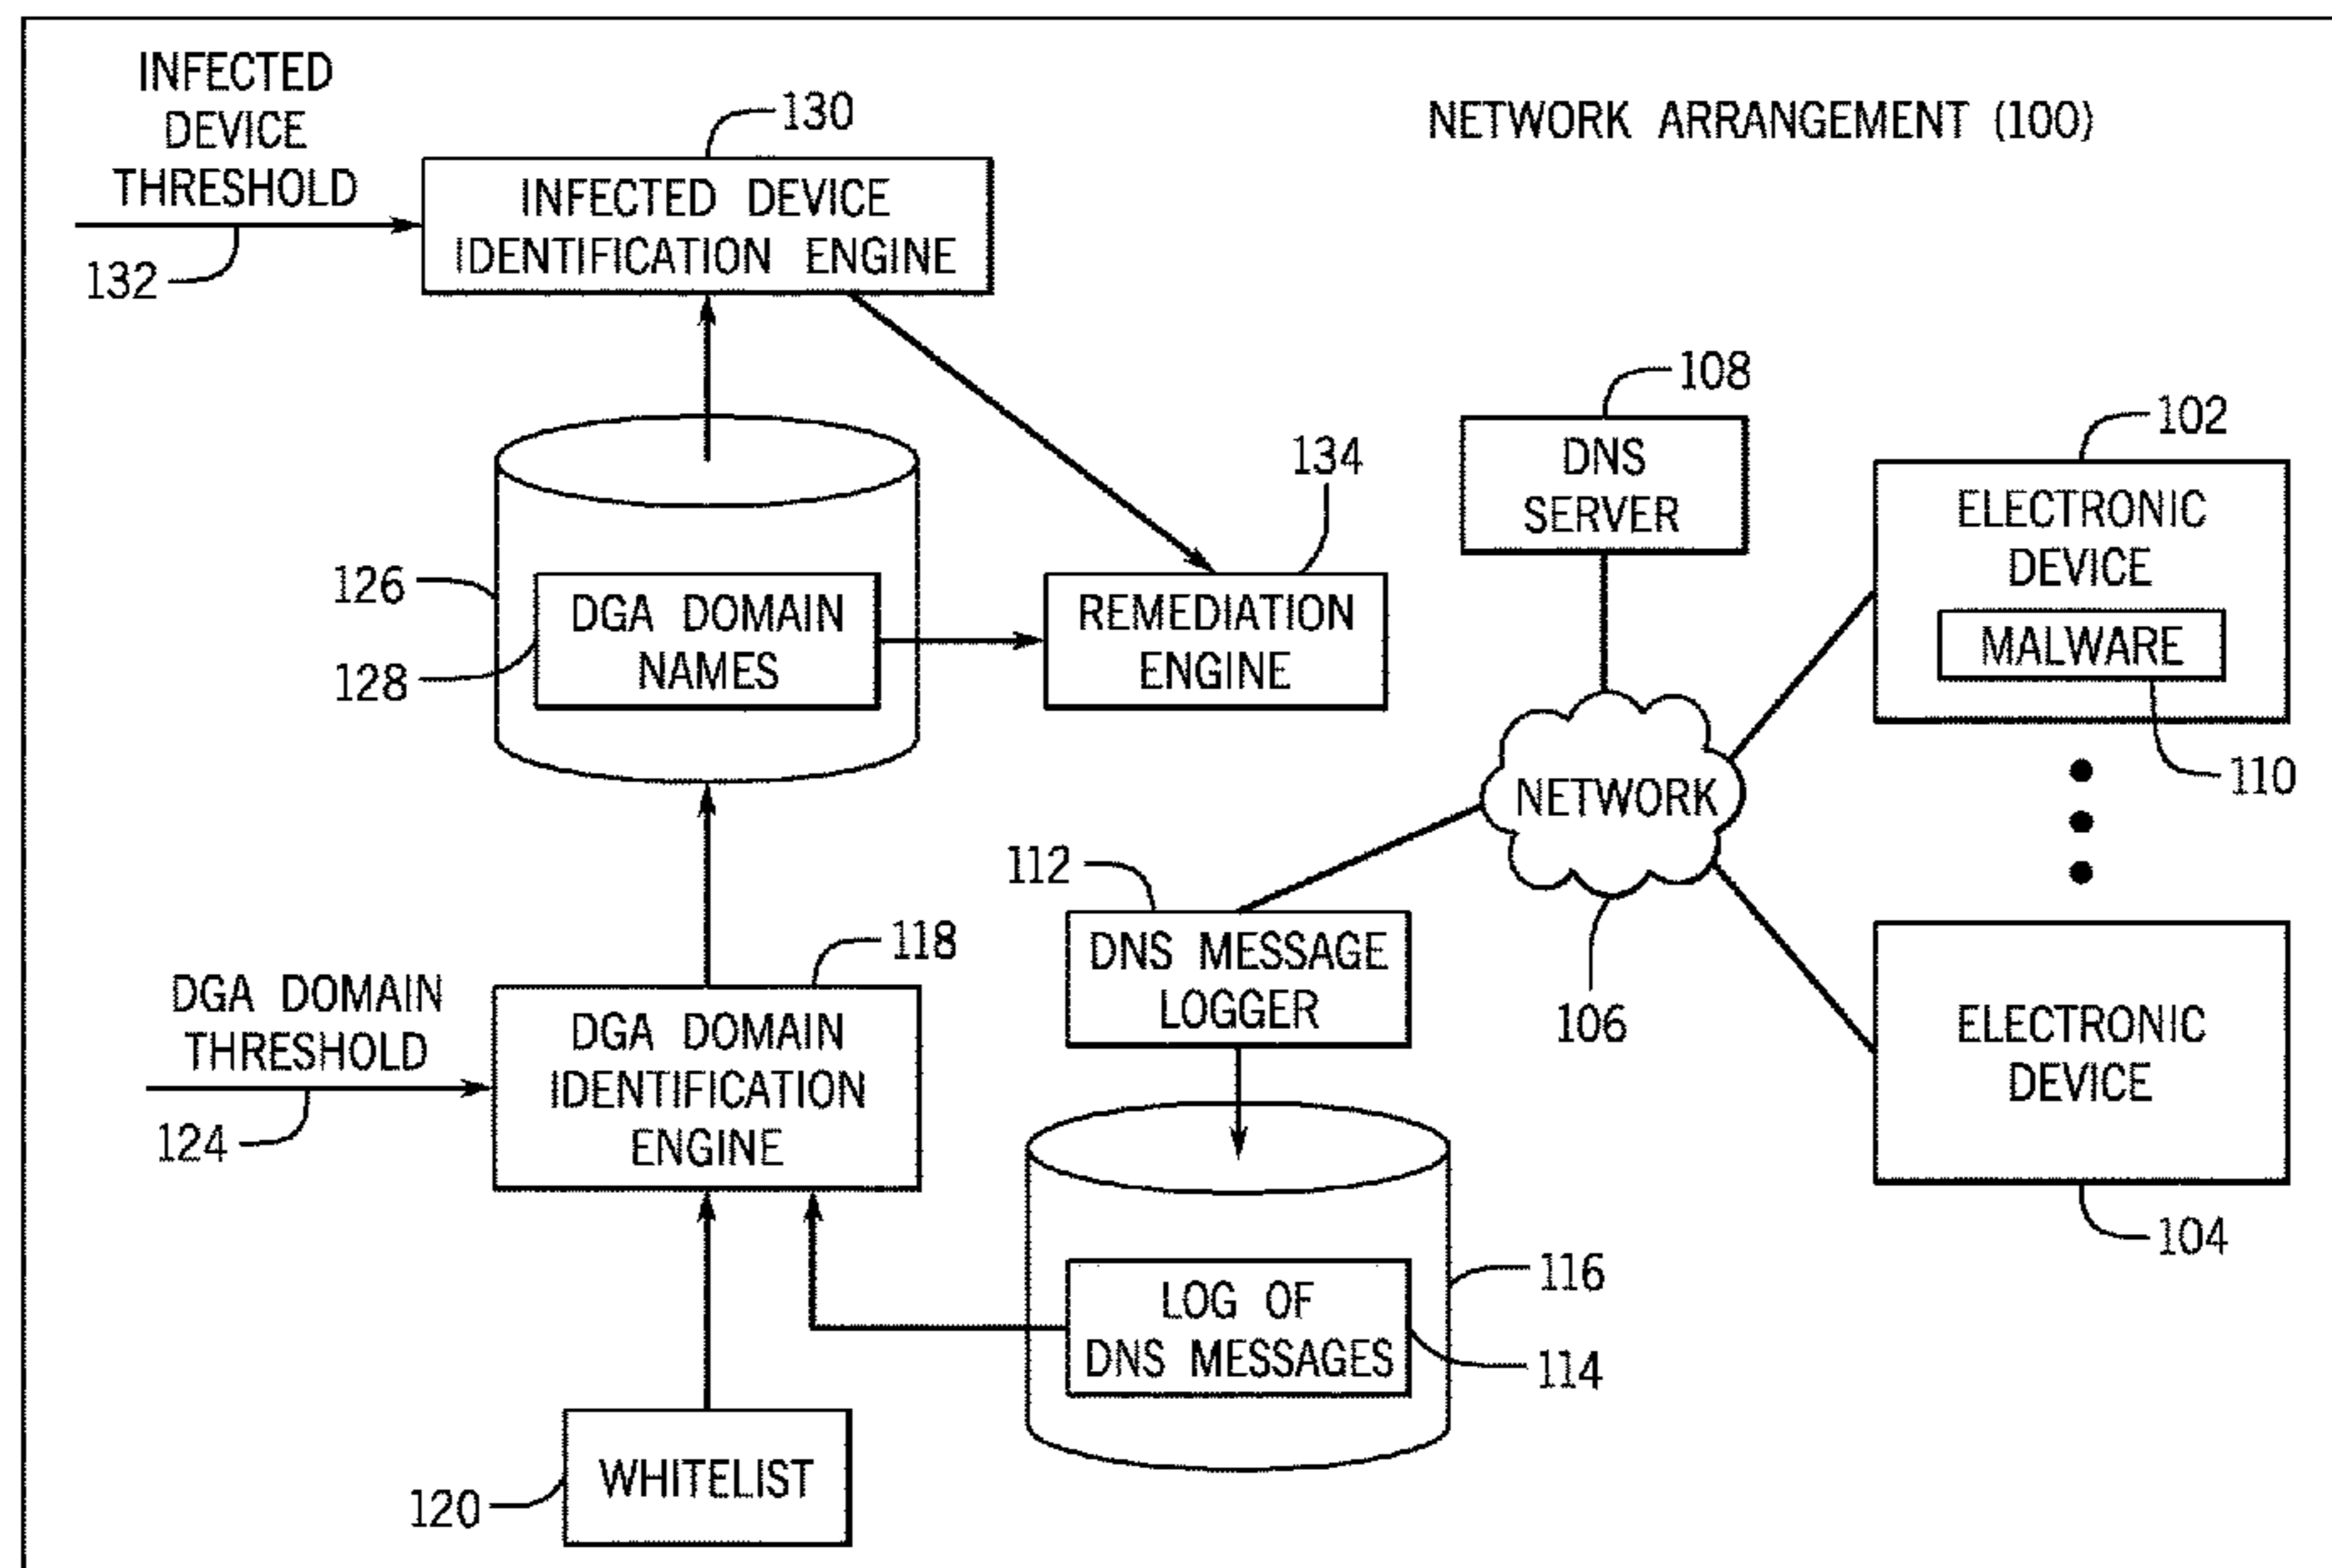 INFECTED
DEVICE
THRESHOLD
132
130
INFECTED DEVICE
IDENTIFICATION ENGINE
NETWORK ARRANGEMENT (100)
108
DNS
SERVER
102
ELECTRONIC
DEVICE
MALWARE
110
134
REMEDIATION
ENGINE
126
128
DGA DOMAIN
NAMES
NETWORK
106
112
DNS MESSAGE
LOGGER
ELECTRONIC
DEVICE
104
118
DGA DOMAIN
THRESHOLD
124
DGA DOMAIN
IDENTIFICATION
ENGINE
116
LOG OF
DNS MESSAGES
114
120
WHITELIST